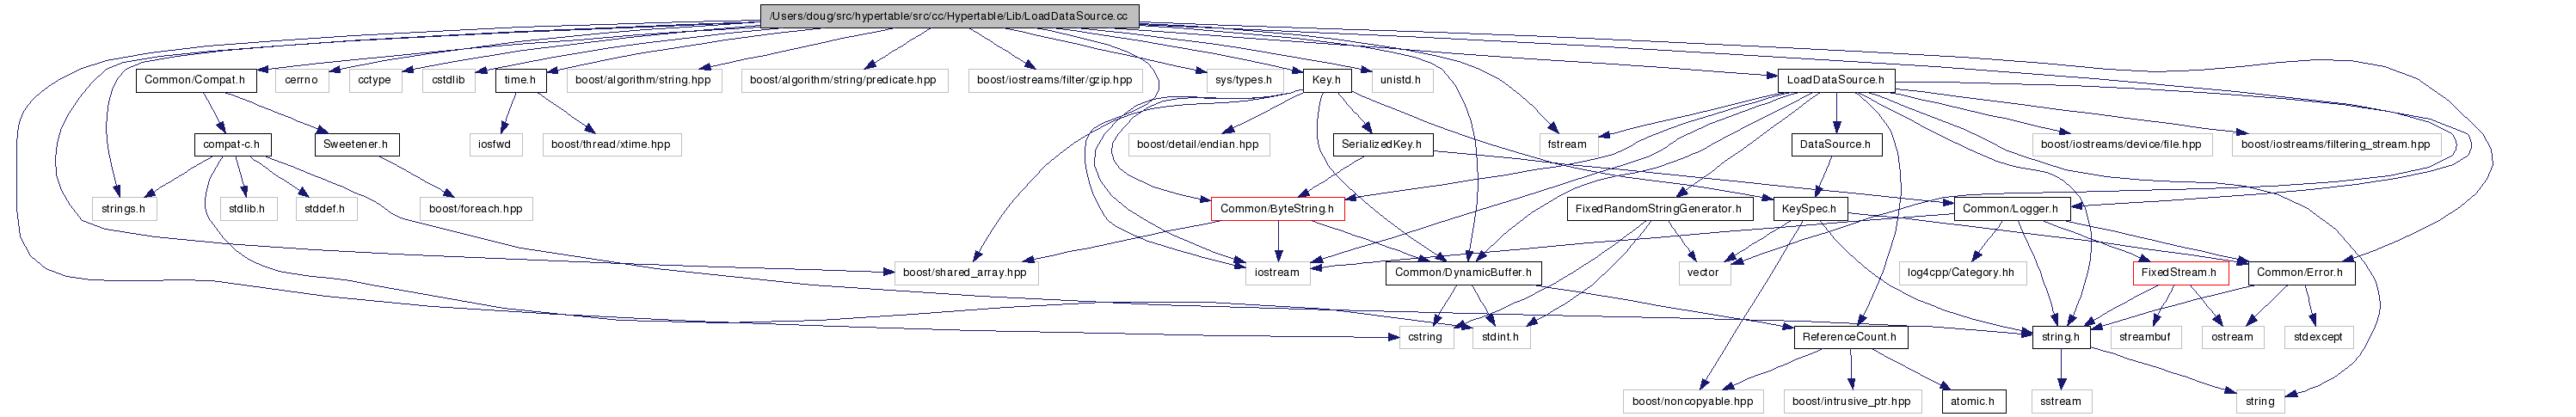 /Users/doug/src/hypertable/src/cc/Hypertable/Lib/LoadDataSource.cc
Common/Compat.h
cerrno
cctype
cstdlib
time.h
boost/algorithm/string.hpp
boost/algorithm/string/predicate.hpp
boost/iostreams/filter/gzip.hpp
sys/types.h
Key.h
unistd.h
LoadDataSource.h
compat-c.h
Sweetener.h
iosfwd
boost/thread/xtime.hpp
boost/detail/endian.hpp
SerializedKey.h
fstream
DataSource.h
boost/iostreams/device/file.hpp
boost/iostreams/filtering_stream.hpp
strings.h
stdlib.h
stddef.h
boost/foreach.hpp
Common/ByteString.h
FixedRandomStringGenerator.h
KeySpec.h
Common/Logger.h
boost/shared_array.hpp
iostream
Common/DynamicBuffer.h
vector
log4cpp/Category.hh
FixedStream.h
Common/Error.h
cstring
stdint.h
ReferenceCount.h
string.h
streambuf
ostream
stdexcept
boost/noncopyable.hpp
boost/intrusive_ptr.hpp
atomic.h
sstream
string